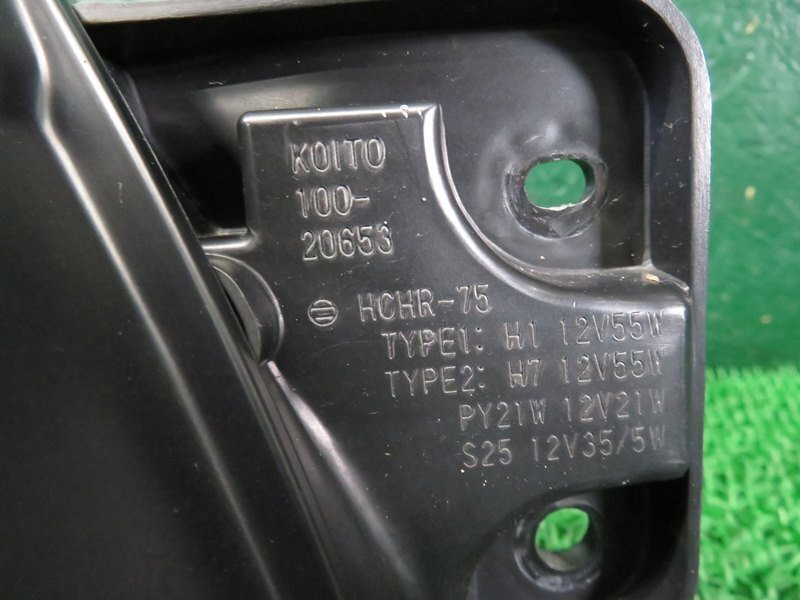 KOITO
100-
20653
HCHR-75
TYPE1: H1 12V55W
TYPE2: H7 12V55W
PY21W 12V21W
S25 12V35/5W